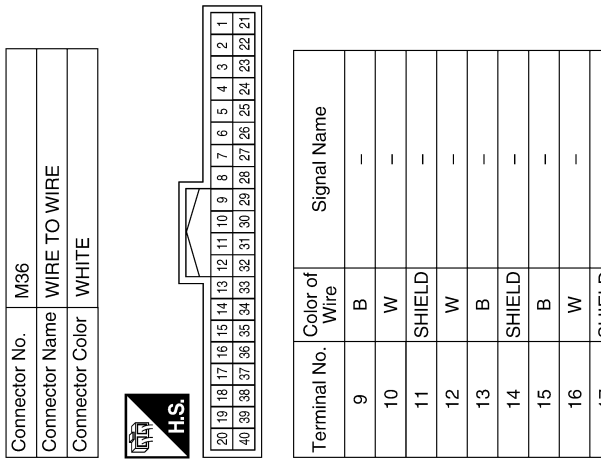 Connector No. M36
Connector Name WIRE TO WIRE
Connector Color WHITE
H.S.
20 19 18 17 16 15 14 13 12 11 10 9 8 7 6 5 4 3 2 1
40 39 38 37 36 35 34 33 32 31 30 29 28 27 26 25 24 23 22 21
Terminal No. Color of Wire Signal Name
9 B –
10 W –
11 SHIELD –
12 W –
13 B –
14 SHIELD –
15 B –
16 W –
17 SHIELD